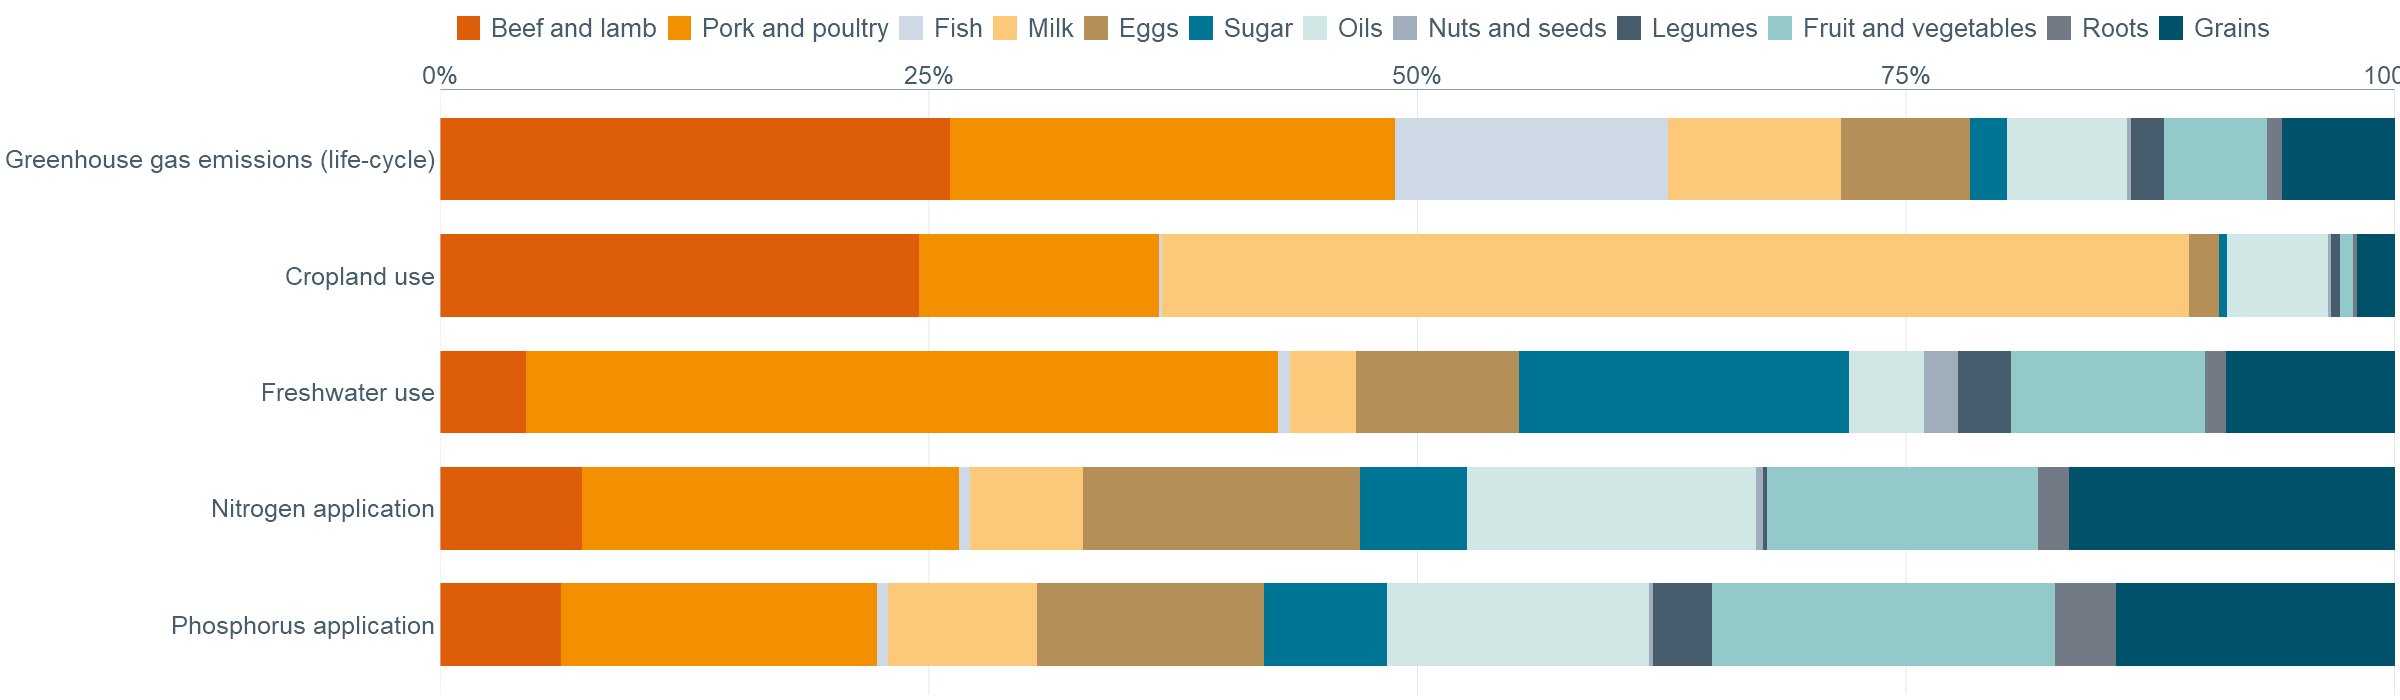 Beef and lamb Pork and poultry Fish Milk Eggs Sugar Oils Nuts and seeds Legumes Fruit and vegetables Roots Grains
0% 25% 50% 75% 100
Greenhouse gas emissions (life-cycle)
Cropland use
Freshwater use
Nitrogen application
Phosphorus application